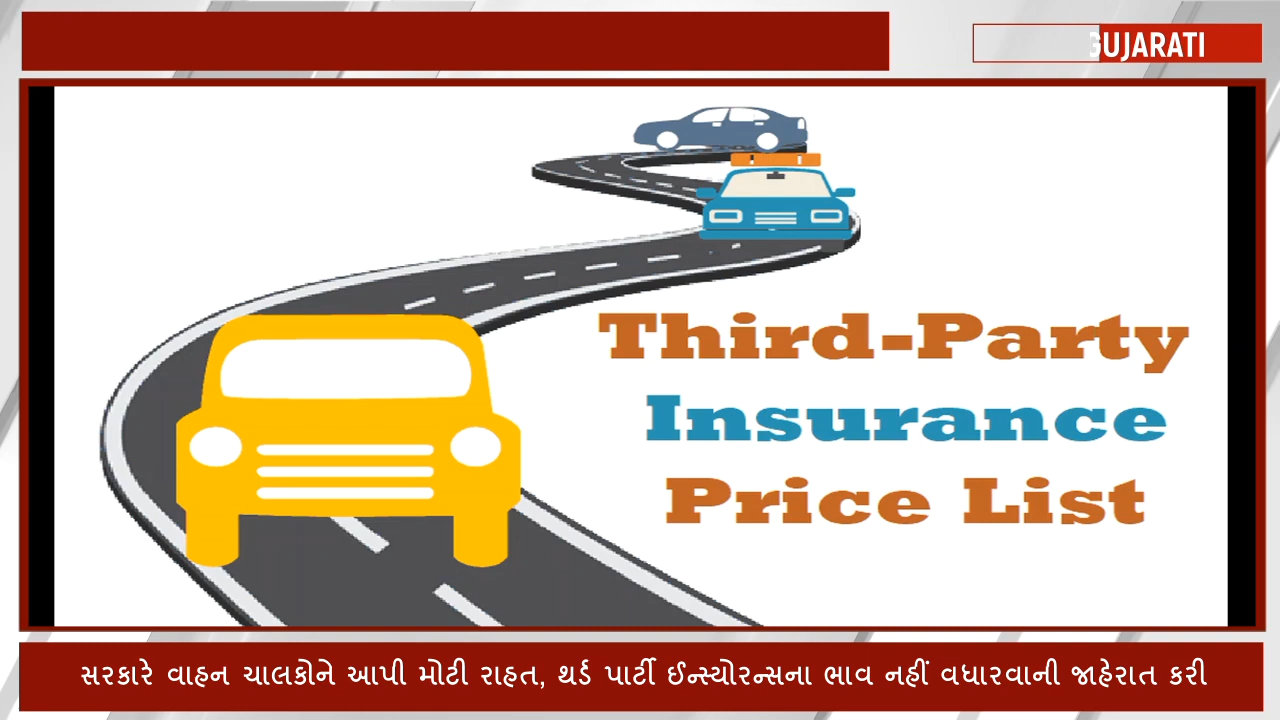 GUJARATI
Third-Party
Insurance
Price List
સરકારે વાહન ચાલકોને આપી મોટી રાહત, થર્ડ પાર્ટી ઈન્સ્યોરન્સના ભાવ નહીં વધારવાની જાહેરાત કરી